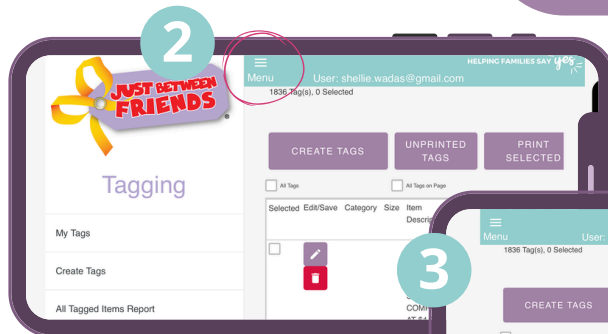 2
JUST BETWEEN
FRIENDS
®
Tagging
My Tags
Create Tags
All Tagged Items Report
Menu
User: shellie.wadas@gmail.com
HELPING FAMILIES SAY yes
1836 Tag(s), 0 Selected
CREATE TAGS
UNPRINTED
TAGS
PRINT
SELECTED
All Tags
All Tags on Page
Selected Edit/Save Category Size Item
3
Menu
User:
1836 Tag(s), 0 Selected
CREATE TAGS